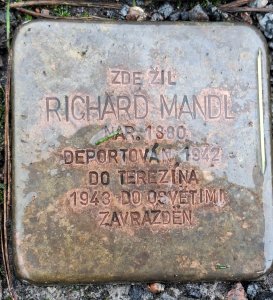 ZDE ŽIL
RICHARD MANDL
NAR. 1880
DEPORTOVÁN 1942
DO TEREZÍNA
1943 DO OSVĚTIMI
ZAVRAŽDĚN